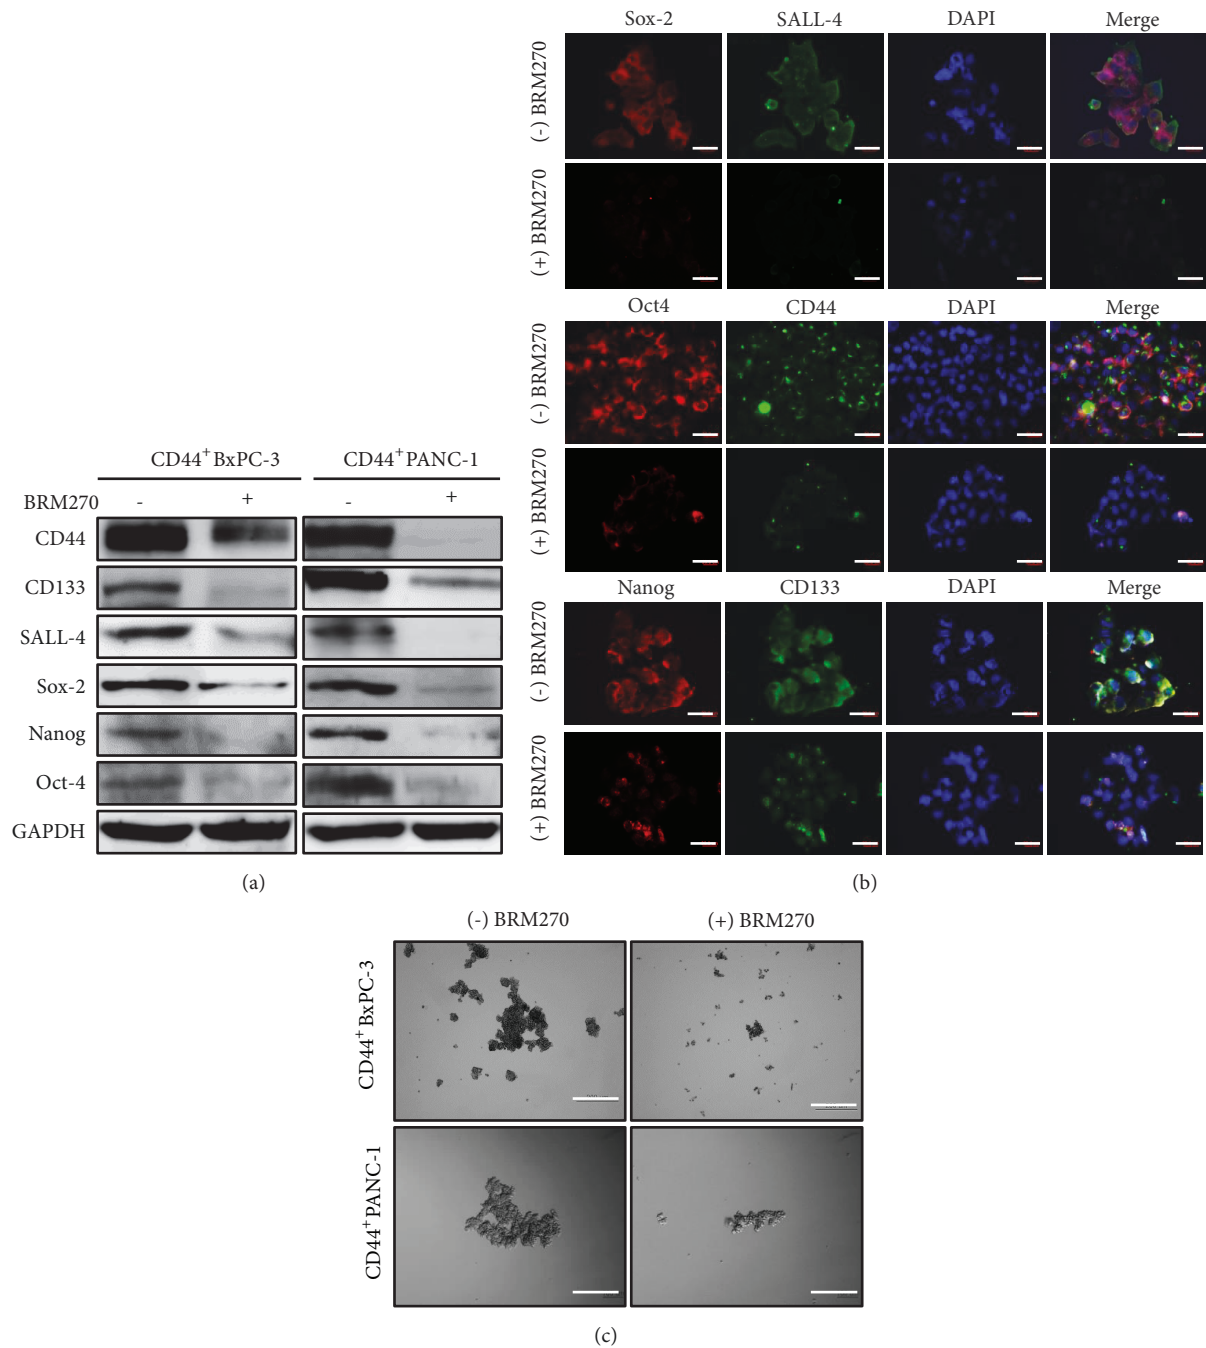 CD44+ BxPC-3 CD44+ PANC-1
BRM270 - + - +
CD44
CD133
SALL-4
Sox-2
Nanog
Oct-4
GAPDH
(a)
Sox-2 SALL-4 DAPI Merge
(-) BRM270
(+) BRM270
Oct4 CD44 DAPI Merge
(-) BRM270
(+) BRM270
Nanog CD133 DAPI Merge
(-) BRM270
(+) BRM270
(b)
(-) BRM270 (+) BRM270
CD44+ BxPC-3
CD44+ PANC-1
(c)